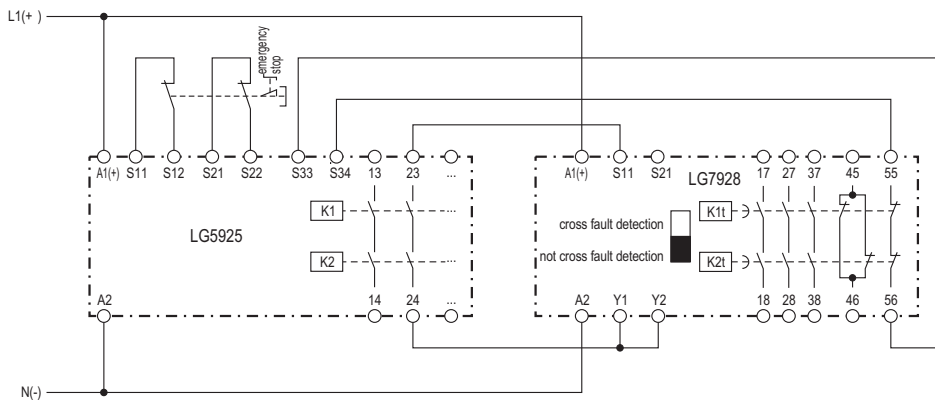 L1(+ )
emergency
stop
A1(+) S11 S12 S21 S22 S33 S34 13 23 ...
A1(+) S11 S21 17 27 37 45 55
LG7928
K1 ...
K1t
LG5925
cross fault detection
K2 ...
not cross fault detection
K2t
A2 14 24 ...
A2 Y1 Y2 18 28 38 46 56
N(-)